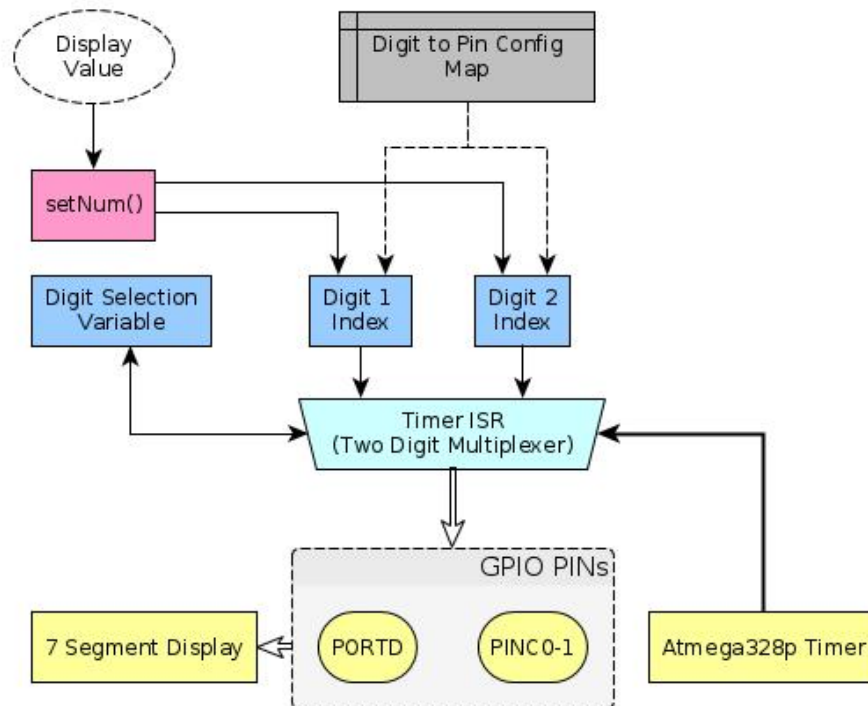 Display
Value
Digit to Pin Config
Map
setNum()
Digit Selection
Variable
Digit 1
Index
Digit 2
Index
Timer ISR
(Two Digit Multiplexer)
GPIO PINs
7 Segment Display
PORTD
PINC0-1
Atmega328p Timer